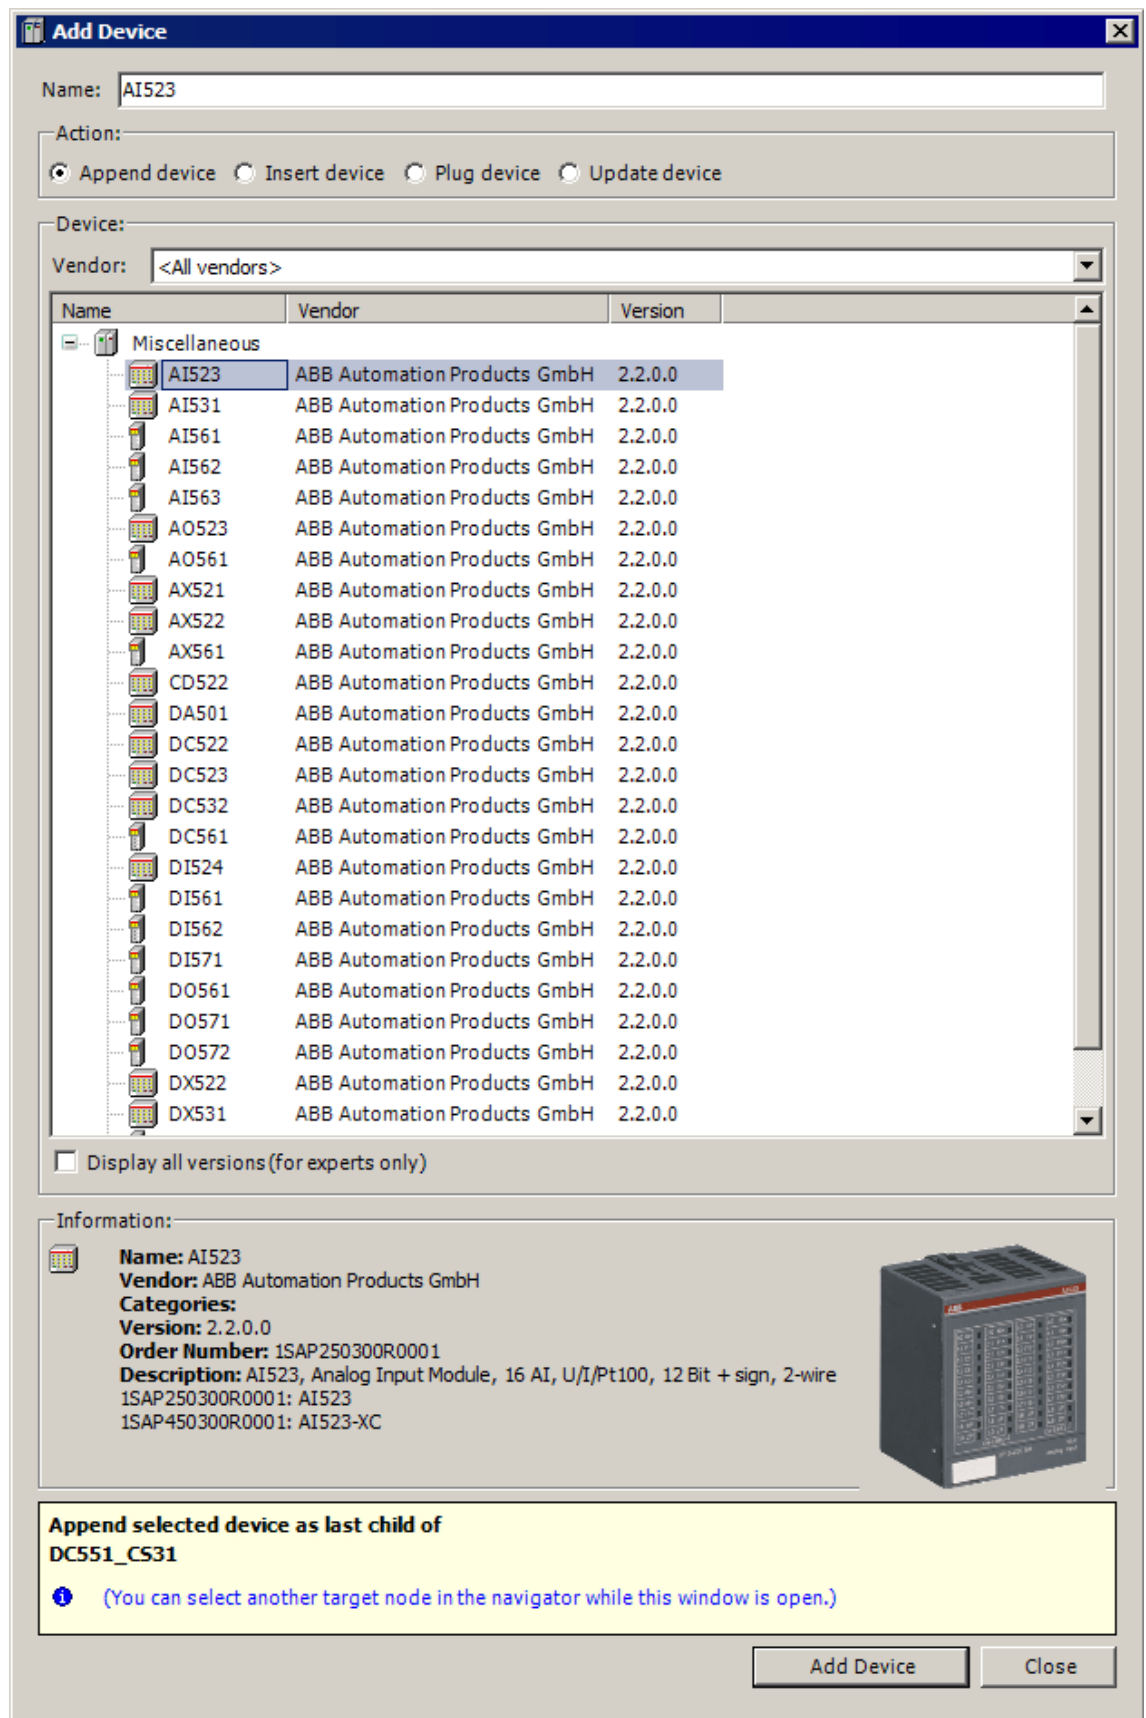 Add Device
Name: AI523
Action:
Append device Insert device Plug device Update device
Device:
Vendor: <All vendors>
Name Vendor Version
Miscellaneous
AI523 ABB Automation Products GmbH 2.2.0.0
AI531 ABB Automation Products GmbH 2.2.0.0
AI561 ABB Automation Products GmbH 2.2.0.0
AI562 ABB Automation Products GmbH 2.2.0.0
AI563 ABB Automation Products GmbH 2.2.0.0
AO523 ABB Automation Products GmbH 2.2.0.0
AO561 ABB Automation Products GmbH 2.2.0.0
AX521 ABB Automation Products GmbH 2.2.0.0
AX522 ABB Automation Products GmbH 2.2.0.0
AX561 ABB Automation Products GmbH 2.2.0.0
CD522 ABB Automation Products GmbH 2.2.0.0
DA501 ABB Automation Products GmbH 2.2.0.0
DC522 ABB Automation Products GmbH 2.2.0.0
DC523 ABB Automation Products GmbH 2.2.0.0
DC532 ABB Automation Products GmbH 2.2.0.0
DC561 ABB Automation Products GmbH 2.2.0.0
DI524 ABB Automation Products GmbH 2.2.0.0
DI561 ABB Automation Products GmbH 2.2.0.0
DI562 ABB Automation Products GmbH 2.2.0.0
DI571 ABB Automation Products GmbH 2.2.0.0
DO561 ABB Automation Products GmbH 2.2.0.0
DO571 ABB Automation Products GmbH 2.2.0.0
DO572 ABB Automation Products GmbH 2.2.0.0
DX522 ABB Automation Products GmbH 2.2.0.0
DX531 ABB Automation Products GmbH 2.2.0.0
Display all versions (for experts only)
Information:
Name: AI523
Vendor: ABB Automation Products GmbH
Categories:
Version: 2.2.0.0
Order Number: 1SAP250300R0001
Description: AI523, Analog Input Module, 16 AI, U/I/Pt100, 12 Bit + sign, 2-wire
1SAP250300R0001: AI523
1SAP450300R0001: AI523-XC
ABB
Append selected device as last child of
DC551_CS31
(You can select another target node in the navigator while this window is open.)
Add Device Close